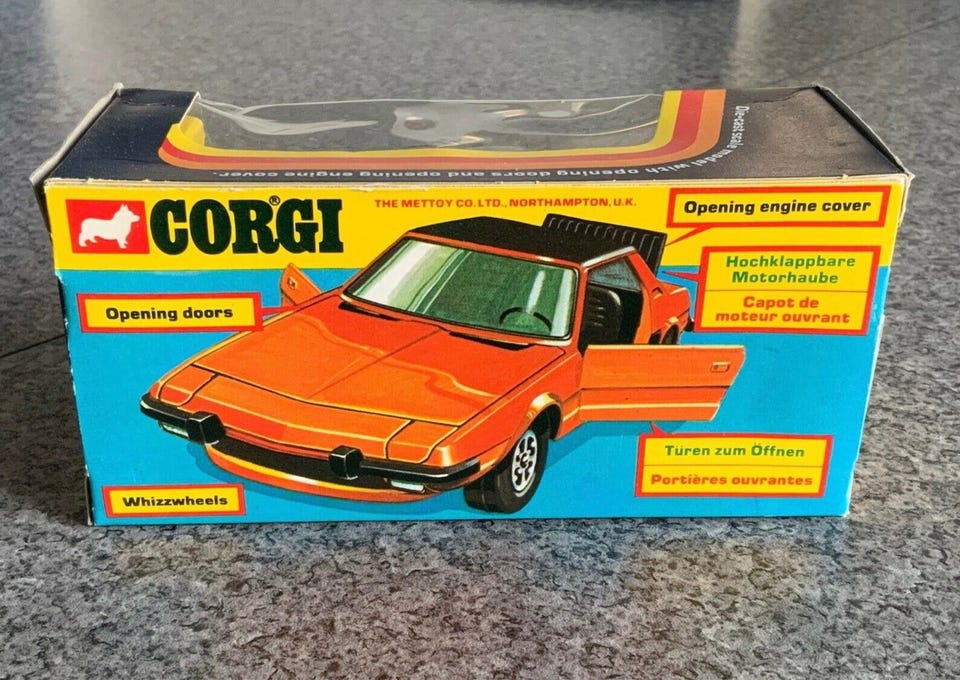 Die-cast scale model with opening doors and opening engine cover.
CORGI®
THE METTOY CO. LTD., NORTHAMPTON, U.K.
Opening engine cover
Hochklappbare
Motorhaube
Capot de
moteur ouvrant
Opening doors
Türen zum Öffnen
Portières ouvrantes
Whizzwheels